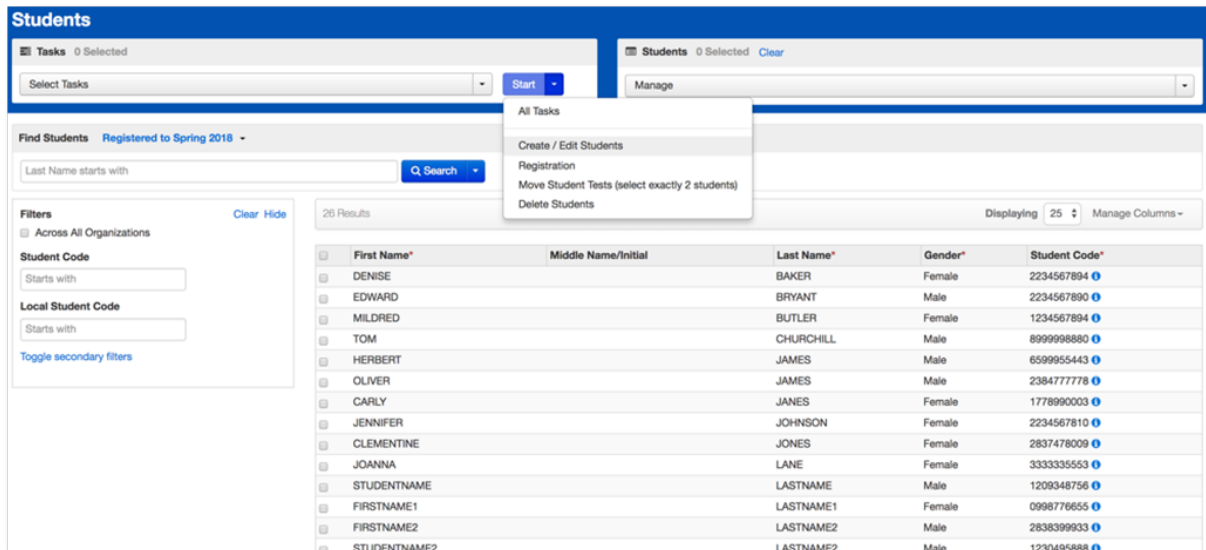 Students
Tasks 0 Selected
Students 0 Selected Clear
Select Tasks
Start
Manage
All Tasks
Create / Edit Students
Registration
Move Student Tests (select exactly 2 students)
Delete Students
Find Students Registered to Spring 2018
Last Name starts with
Search
Filters Clear Hide
Across All Organizations
Student Code
Starts with
Local Student Code
Starts with
Toggle secondary filters
26 Results Displaying 25 Manage Columns
First Name* Middle Name/Initial Last Name* Gender* Student Code*
DENISE BAKER Female 2234567894
EDWARD BRYANT Male 2234567890
MILDRED BUTLER Female 1234567894
TOM CHURCHILL Male 8999998880
HERBERT JAMES Male 6599955443
OLIVER JAMES Male 2384777778
CARLY JANES Female 1778990003
JENNIFER JOHNSON Female 2234567810
CLEMENTINE JONES Female 2837478009
JOANNA LANE Female 3333335553
STUDENTNAME LASTNAME Male 1209348756
FIRSTNAME1 LASTNAME1 Female 0998776655
FIRSTNAME2 LASTNAME2 Male 2838399933
STUDENTNAME2 LASTNAME2 Male 1230495888